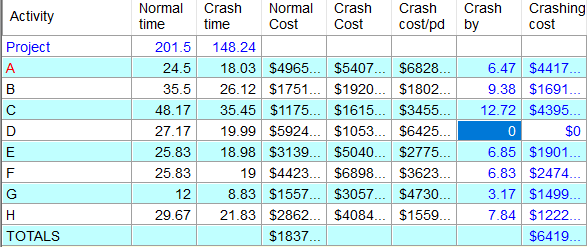 Activity Normal time Crash time Normal Cost Crash Cost Crash cost/pd Crash by Crashing cost
Project 201.5 148.24
A 24.5 18.03 $4965... $5407... $6828... 6.47 $4417...
B 35.5 26.12 $1751... $1920... $1802... 9.38 $1691...
C 48.17 35.45 $1175... $1615... $3455... 12.72 $4395...
D 27.17 19.99 $5924... $1053... $6425... 0 $0
E 25.83 18.98 $3139... $5040... $2775... 6.85 $1901...
F 25.83 19 $4423... $6898... $3623... 6.83 $2474...
G 12 8.83 $1557... $3057... $4730... 3.17 $1499...
H 29.67 21.83 $2862... $4084... $1559... 7.84 $1222...
TOTALS $1837... $6419...